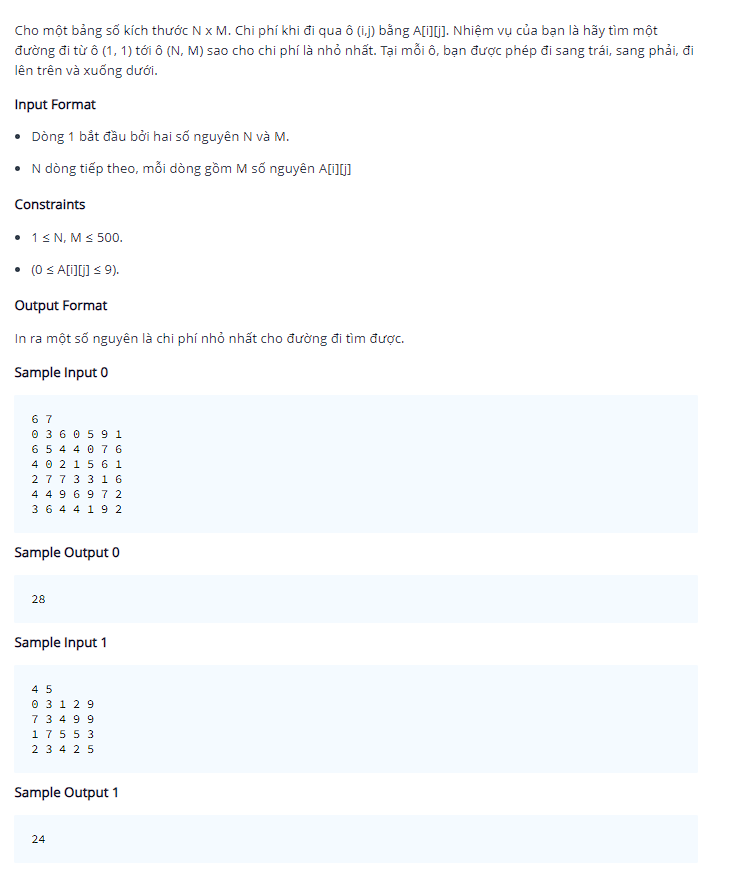 Cho một bảng số kích thước N x M. Chi phí khi đi qua ô (i,j) bằng A[i][j]. Nhiệm vụ của bạn là hãy tìm một
đường đi từ ô (1, 1) tới ô (N, M) sao cho chi phí là nhỏ nhất. Tại mỗi ô, bạn được phép đi sang trái, sang phải, đi
lên trên và xuống dưới.
Input Format
• Dòng 1 bắt đầu bởi hai số nguyên N và M.
• N dòng tiếp theo, mỗi dòng gồm M số nguyên A[i][j]
Constraints
• 1 ≤ N, M ≤ 500.
• (0 ≤ A[i][j] ≤ 9).
Output Format
In ra một số nguyên là chi phí nhỏ nhất cho đường đi tìm được.
Sample Input 0
6 7
0 3 6 0 5 9 1
6 5 4 4 0 7 6
4 0 2 1 5 6 1
2 7 7 3 3 1 6
4 4 9 6 9 7 2
3 6 4 4 1 9 2
Sample Output 0
28
Sample Input 1
4 5
0 3 1 2 9
7 3 4 9 9
1 7 5 5 3
2 3 4 2 5
Sample Output 1
24